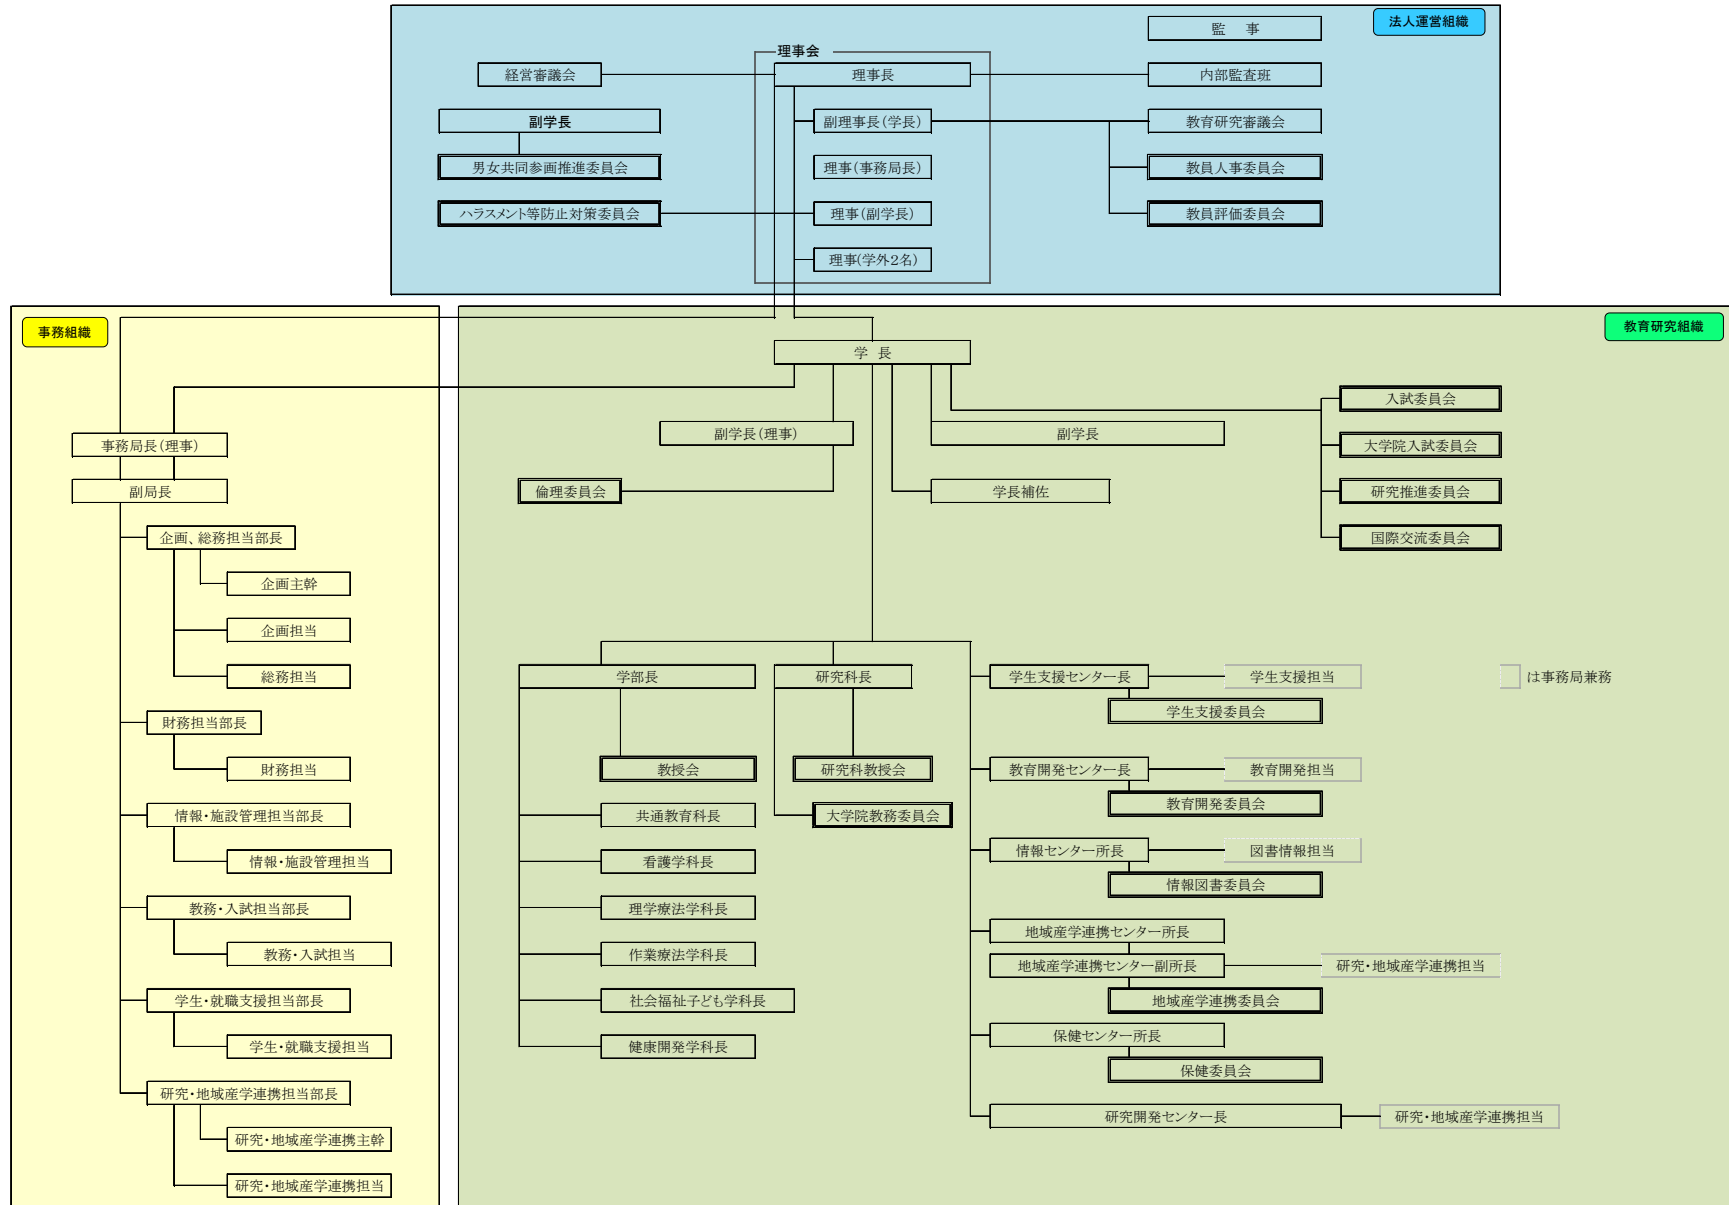 法人運営組織
監　事
理事会
経営審議会
理事長
内部監査班
副学長
副理事長(学長)
教育研究審議会
男女共同参画推進委員会
理事(事務局長)
教員人事委員会
ハラスメント等防止対策委員会
理事(副学長)
教員評価委員会
理事(学外2名)
事務組織
事務局長(理事)
副局長
企画、総務担当部長
企画主幹
企画担当
総務担当
財務担当部長
財務担当
情報・施設管理担当部長
情報・施設管理担当
教務・入試担当部長
教務・入試担当
学生・就職支援担当部長
学生・就職支援担当
研究・地域産学連携担当部長
研究・地域産学連携主幹
研究・地域産学連携担当
教育研究組織
学 長
入試委員会
副学長(理事)
副学長
大学院入試委員会
倫理委員会
学長補佐
研究推進委員会
国際交流委員会
学部長
教授会
共通教育科長
看護学科長
理学療法学科長
作業療法学科長
社会福祉子ども学科長
健康開発学科長
研究科長
研究科教授会
大学院教務委員会
学生支援センター長
学生支援担当
は事務局兼務
学生支援委員会
教育開発センター長
教育開発担当
教育開発委員会
情報センター所長
図書情報担当
情報図書委員会
地域産学連携センター所長
地域産学連携センター副所長
研究・地域産学連携担当
地域産学連携委員会
保健センター所長
保健委員会
研究開発センター長
研究・地域産学連携担当